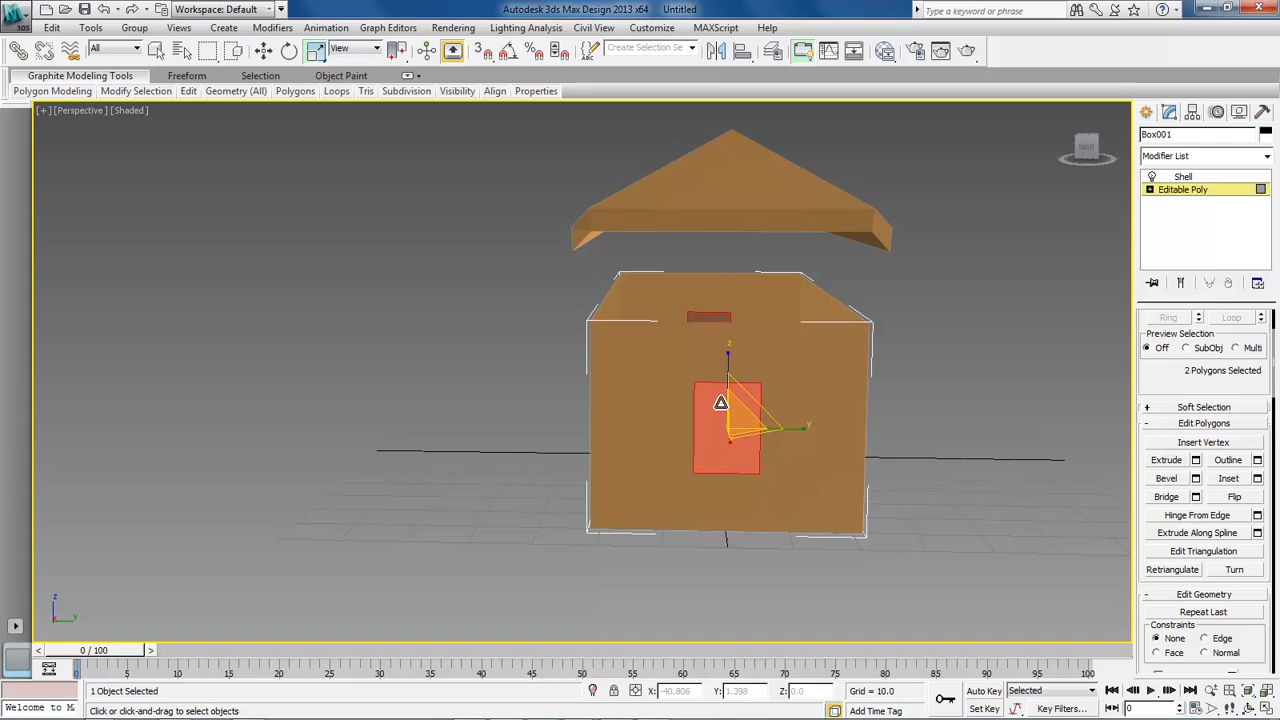 Workspace: Default
Autodesk 3ds Max Design 2013 x64
Untitled
Type a keyword or phrase
Edit Tools Group Views Create Modifiers Animation Graph Editors Rendering Lighting Analysis Civil View Customize MAXScript Help
All View Create Selection Se
Graphite Modeling Tools Freeform Selection Object Paint
Polygon Modeling Modify Selection Edit Geometry (All) Polygons Loops Tris Subdivision Visibility Align Properties
[+] [Perspective] [Shaded]
RIGHT
Box001
Modifier List
Shell
Editable Poly
Ring Loop
Preview Selection
Off SubObj Multi
2 Polygons Selected
Soft Selection
Edit Polygons
Insert Vertex
Extrude Outline
Bevel Inset
Bridge Flip
Hinge From Edge
Extrude Along Spline
Edit Triangulation
Retriangulate Turn
Edit Geometry
Repeat Last
Constraints
None Edge
Face Normal
z
y
x
z
y
0 / 100
0 5 10 15 20 25 30 35 40 45 50 55 60 65 70 75 80 85 90 95 100
1 Object Selected X: -40.806 Y: 1.398 Z: 0.0 Grid = 10.0 Auto Key Selected
Welcome to M Click or click-and-drag to select objects Add Time Tag Set Key Key Filters... 0